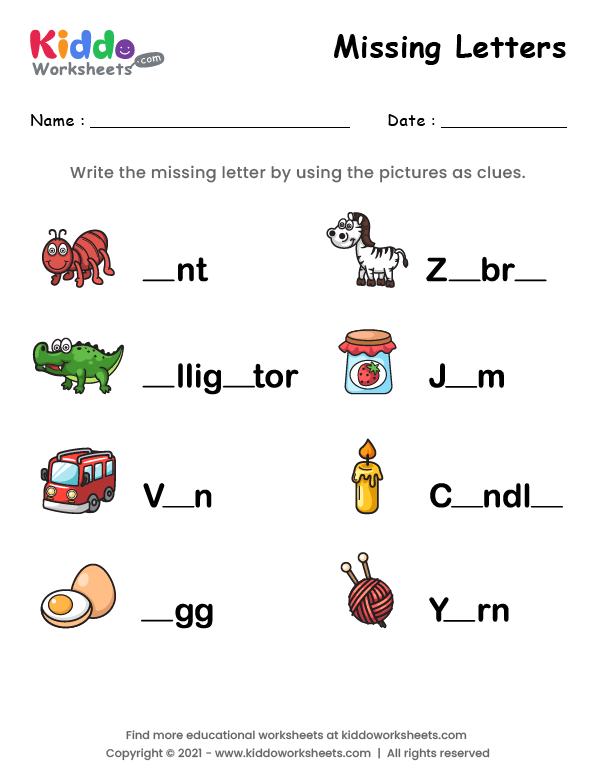 Kiddo
Worksheets.com
Missing Letters
Name : ____________________ Date : __________
Write the missing letter by using the pictures as clues.
__nt Z__br__
__llig__tor J__m
V__n C__ndl__
__gg Y__rn
Find more educational worksheets at kiddoworksheets.com
Copyright © 2021 - www.kiddoworksheets.com | All rights reserved